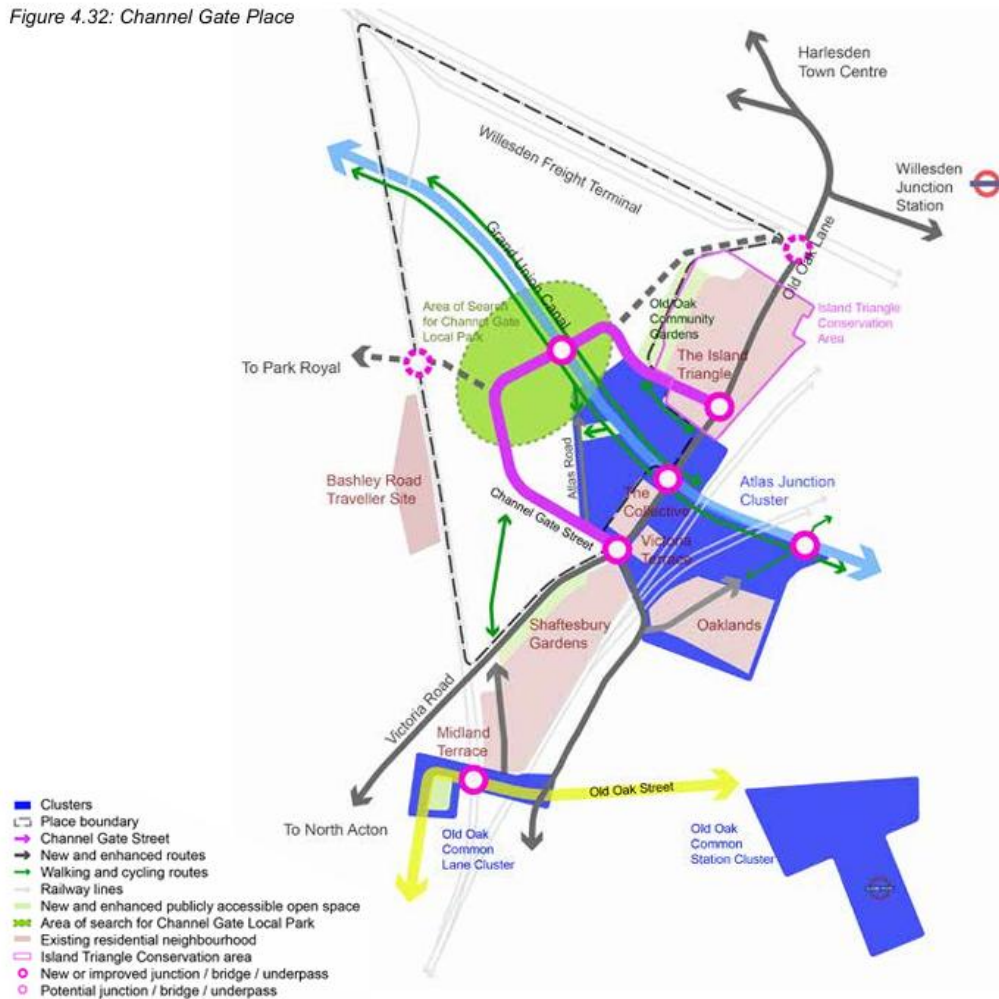 Figure 4.32: Channel Gate Place
Harlesden
Town Centre
Willesden Freight Terminal
Willesden
Junction
Station
Old Oak Lane
Grand Union Canal
Area of Search
for Channel Gate
Local Park
Old Oak
Community
Gardens
Island Triangle
Conservation
Area
The Island
Triangle
To Park Royal
Atlas Road
Bashley Road
Traveller Site
Channel Gate Street
The
Collective
Atlas Junction
Cluster
Victoria
Terrace
Shaftesbury
Gardens
Oaklands
Victoria Road
Midland
Terrace
Old Oak Street
To North Acton
Old Oak
Common
Lane Cluster
Old Oak
Common
Station Cluster
Clusters
Place boundary
Channel Gate Street
New and enhanced routes
Walking and cycling routes
Railway lines
New and enhanced publicly accessible open space
Area of search for Channel Gate Local Park
Existing residential neighbourhood
Island Triangle Conservation area
New or improved junction / bridge / underpass
Potential junction / bridge / underpass